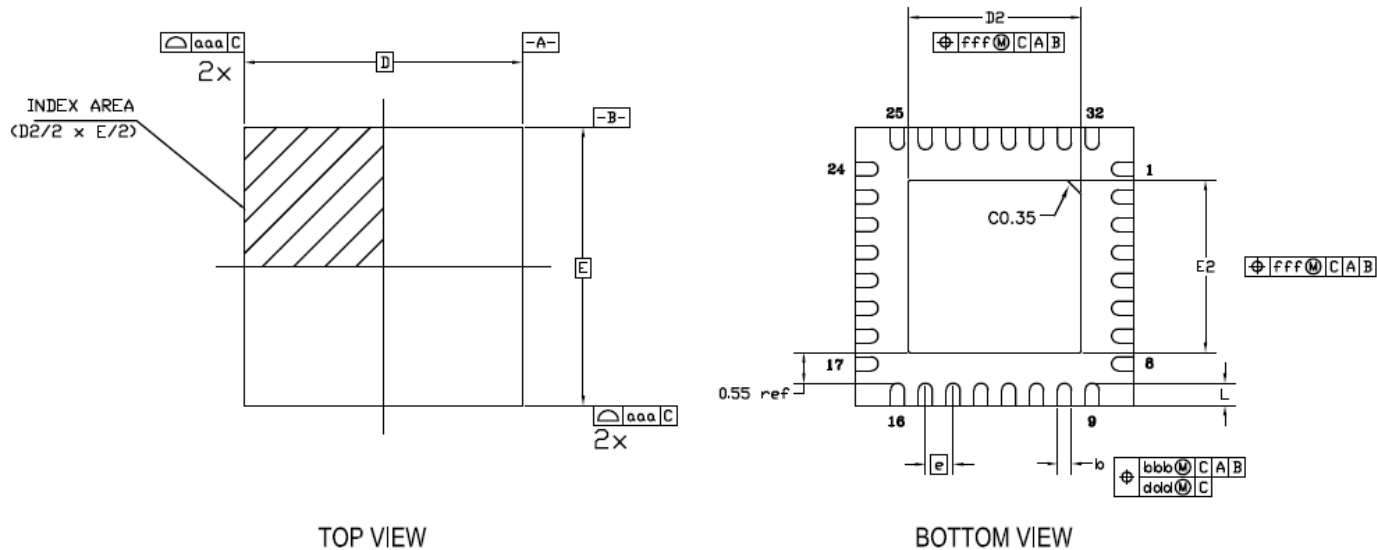 ⌓ aaa C
2x
D
-A-
INDEX AREA
(D2/2 x E/2)
-B-
E
⌓ aaa C
2x
TOP VIEW
D2
⌖ fff Ⓜ C A B
25
32
24
1
C0.35
E2
⌖ fff Ⓜ C A B
17
8
0.55 ref
L
16
9
e
b
⌖ bbb Ⓜ C A B
ddd Ⓜ C
BOTTOM VIEW